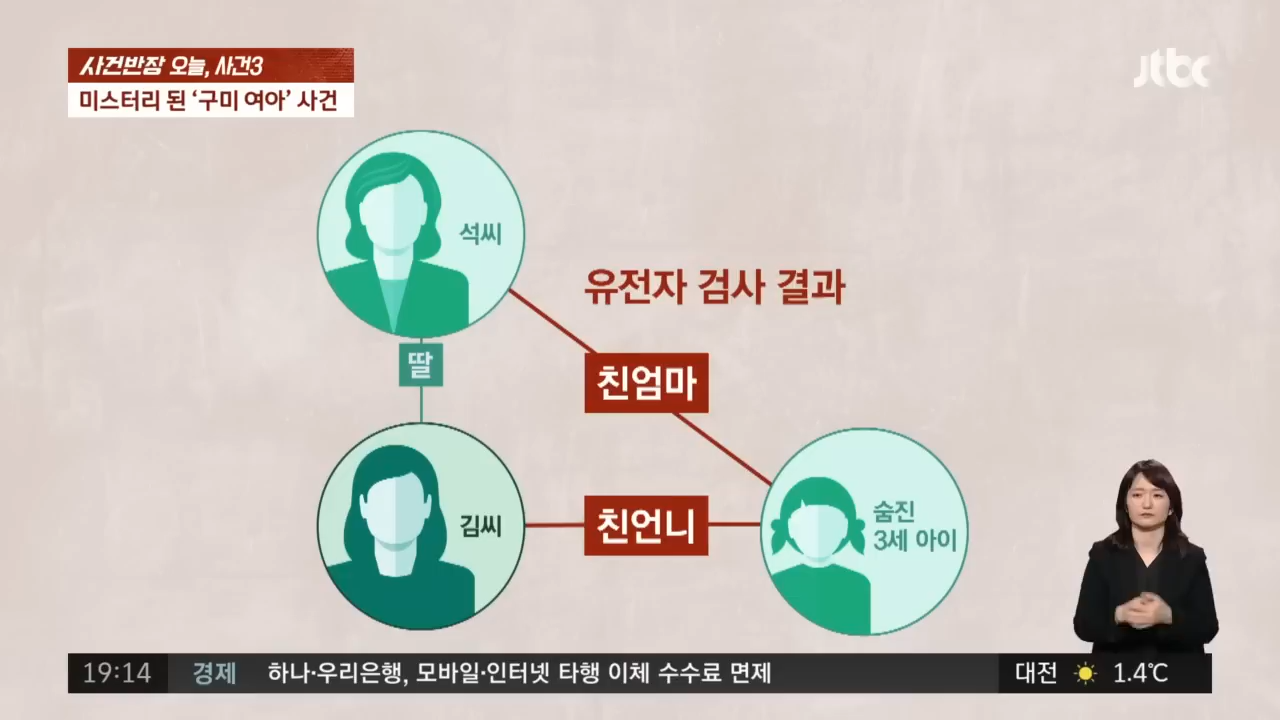 사건반장 오늘, 사건3
jtbc
미스터리 된 '구미 여아' 사건
석씨
유전자 검사 결과
딸
친엄마
김씨
친언니
숨진
3세 아이
19:14 경제 하나·우리은행, 모바일·인터넷 타행 이체 수수료 면제 대전 1.4℃